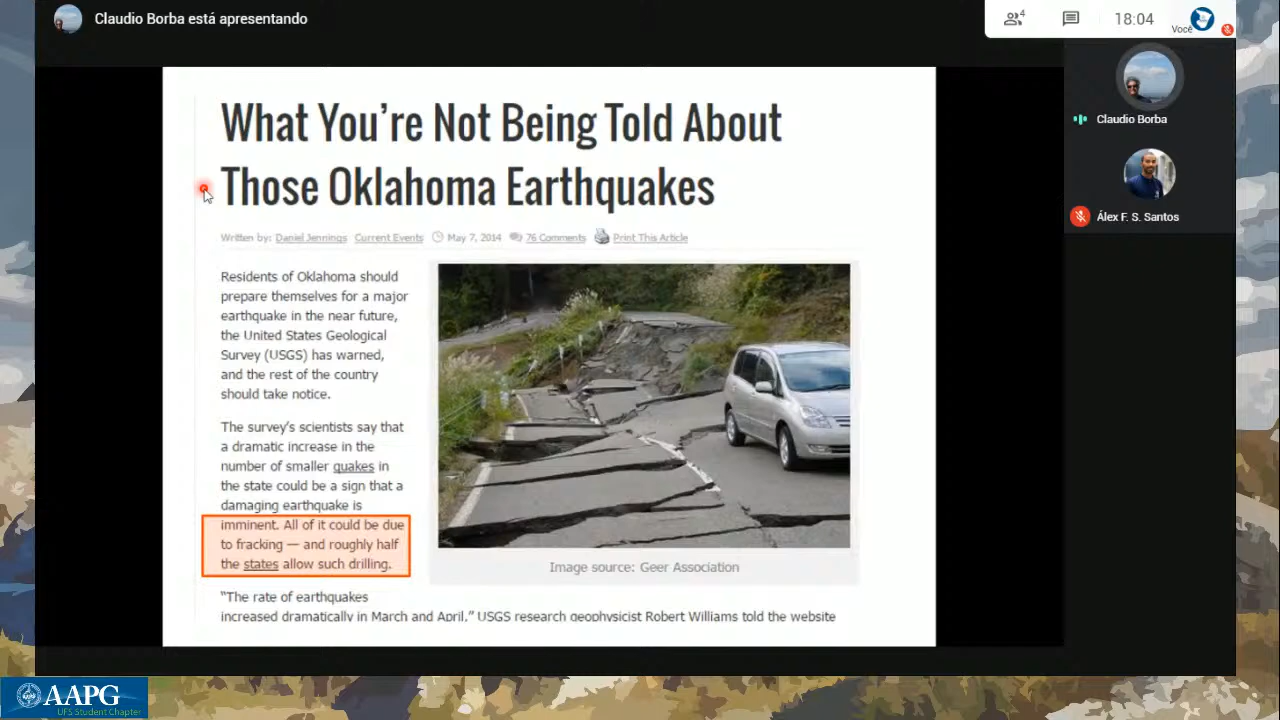 Claudio Borba está apresentando
4
18:04
Você
Claudio Borba
Álex F. S. Santos
What You're Not Being Told About
Those Oklahoma Earthquakes
Written by: Daniel Jennings Current Events May 7, 2014 76 Comments Print This Article
Residents of Oklahoma should
prepare themselves for a major
earthquake in the near future,
the United States Geological
Survey (USGS) has warned,
and the rest of the country
should take notice.
The survey's scientists say that
a dramatic increase in the
number of smaller quakes in
the state could be a sign that a
damaging earthquake is
imminent. All of it could be due
to fracking — and roughly half
the states allow such drilling.
Image source: Geer Association
"The rate of earthquakes
increased dramatically in March and April," USGS research geophysicist Robert Williams told the website
AAPG
UFS Student Chapter